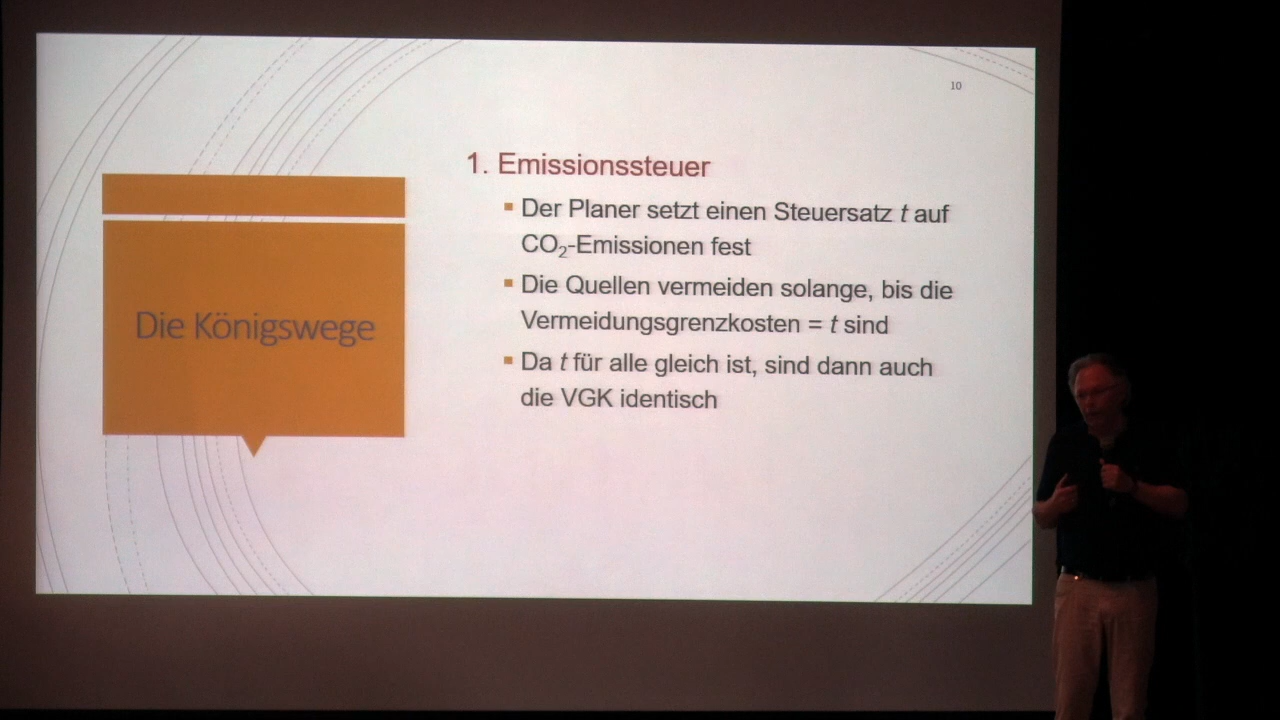 10
Die Königswege
1. Emissionssteuer
▪ Der Planer setzt einen Steuersatz t auf
CO₂-Emissionen fest
▪ Die Quellen vermeiden solange, bis die
Vermeidungsgrenzkosten = t sind
▪ Da t für alle gleich ist, sind dann auch
die VGK identisch